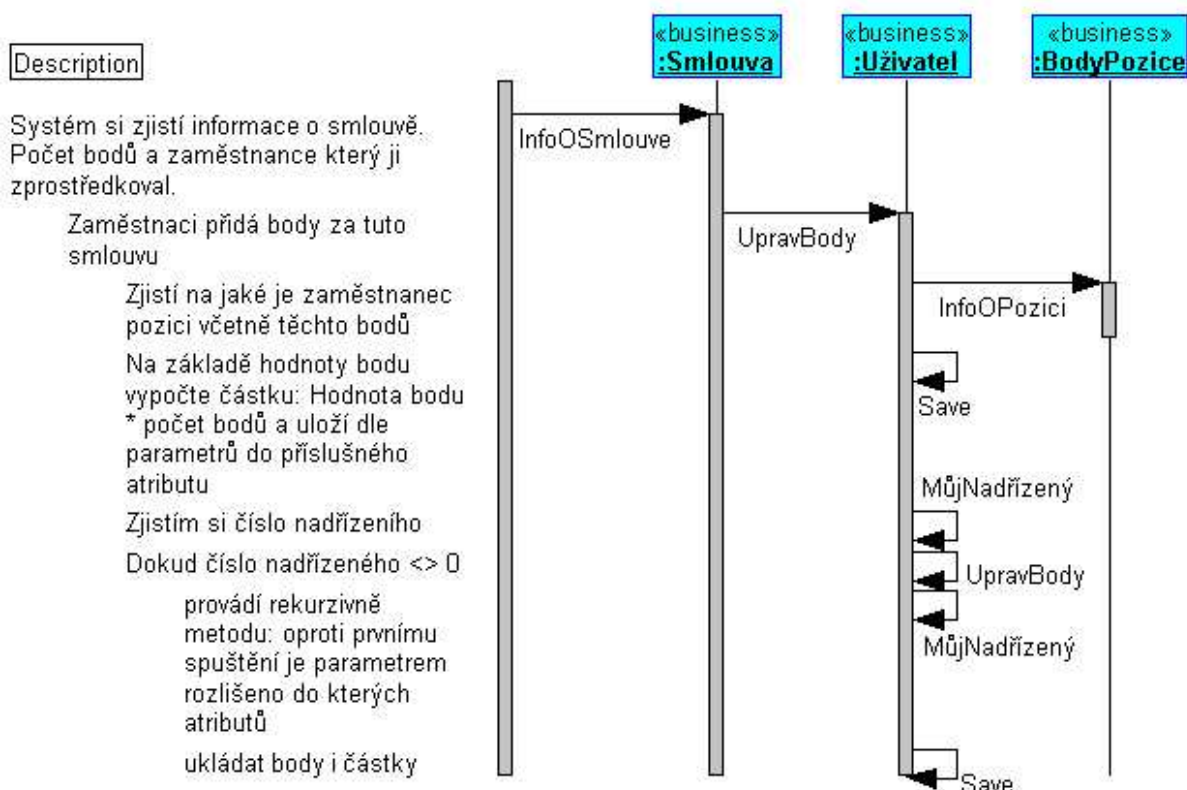 «business»
:Smlouva
«business»
:Uživatel
«business»
:BodyPozice
Description
Systém si zjistí informace o smlouvě.
Počet bodů a zaměstnance který ji
zprostředkoval.
Zaměstnaci přidá body za tuto
smlouvu
Zjistí na jaké je zaměstnanec
pozici včetně těchto bodů
Na základě hodnoty bodu
vypočte částku: Hodnota bodu
* počet bodů a uloží dle
parametrů do příslušného
atributu
Zjistím si číslo nadřízeního
Dokud číslo nadřízeného <> 0
provádí rekurzivně
metodu: oproti prvnímu
spuštění je parametrem
rozlišeno do kterých
atributů
ukládat body i částky
InfoOSmlouve
UpravBody
InfoOPozici
Save
MůjNadřízený
UpravBody
MůjNadřízený
Save